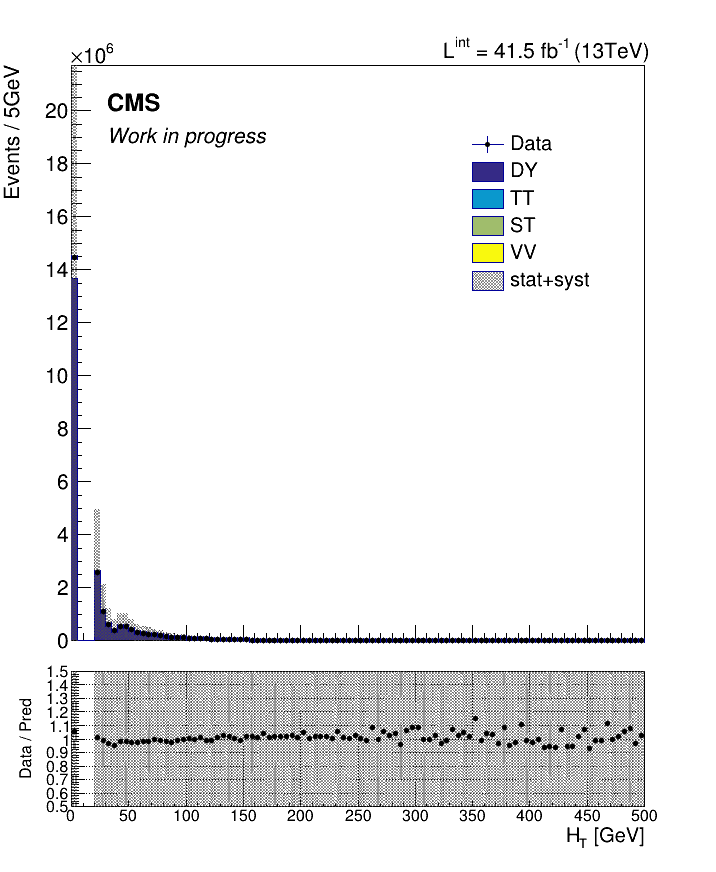 ×10⁶
L^int = 41.5 fb⁻¹ (13TeV)
Events / 5GeV
CMS
Work in progress
Data
DY
TT
ST
VV
stat+syst
20
18
16
14
12
10
8
6
4
2
0
Data / Pred
1.5
1.4
1.3
1.2
1.1
1
0.9
0.8
0.7
0.6
0.5
0 50 100 150 200 250 300 350 400 450 500
H_T [GeV]